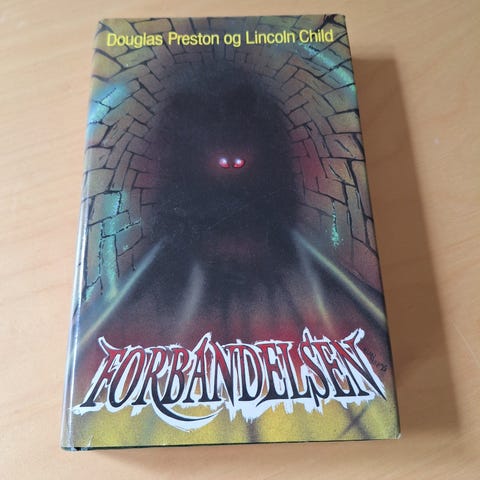 Douglas Preston og Lincoln Child
FORBANDELSEN